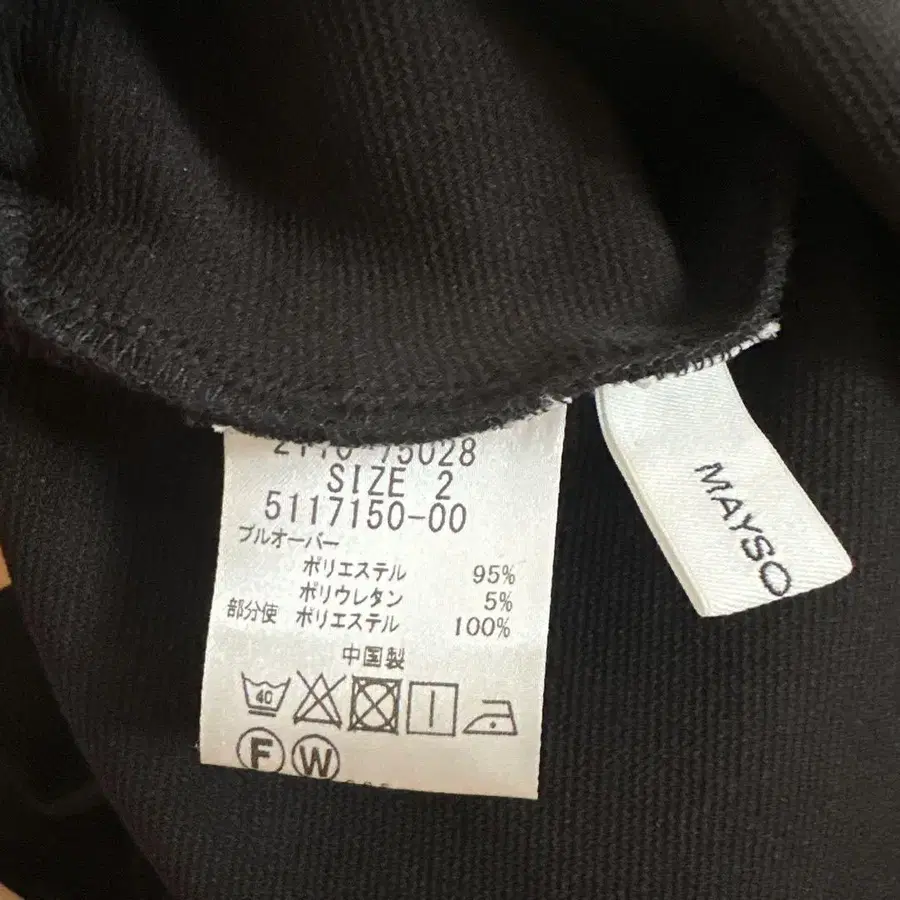 75028
SIZE 2
5117150-00
プルオーバー
ポリエステル 95%
ポリウレタン 5%
部分使 ポリエステル 100%
中国製
40
F W
MAYSO